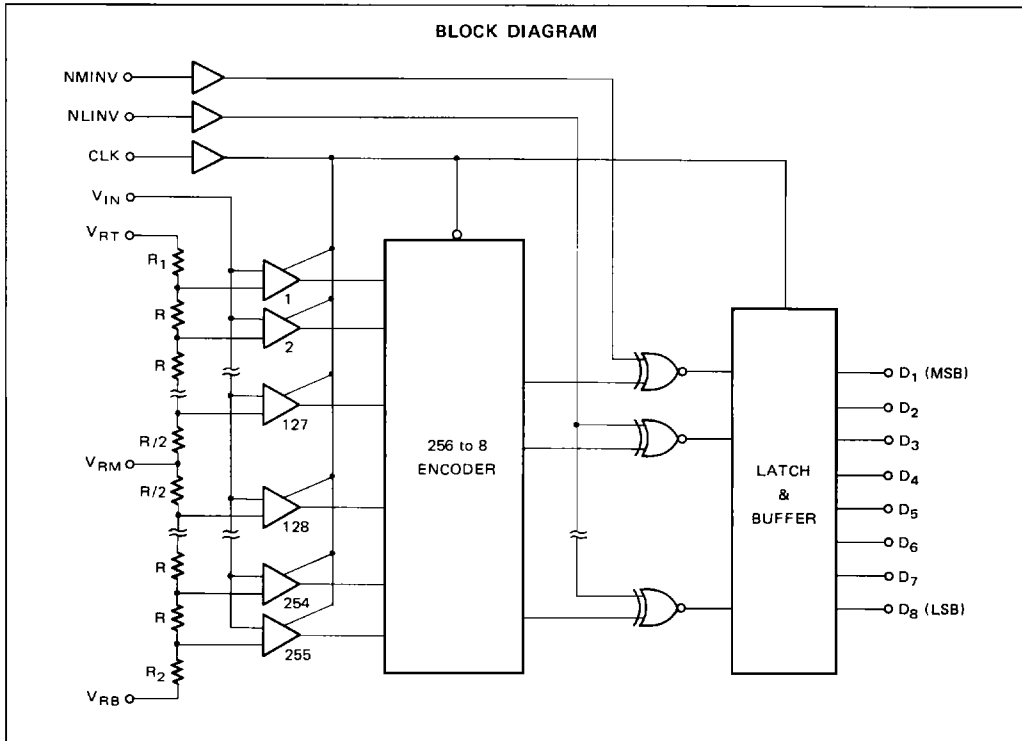 BLOCK DIAGRAM
NMINV
NLINV
CLK
VIN
VRT
R1
1
R
2
R
127
R/2
VRM
R/2
128
R
254
R
255
R2
VRB
256 to 8
ENCODER
LATCH
&
BUFFER
D1 (MSB)
D2
D3
D4
D5
D6
D7
D8 (LSB)